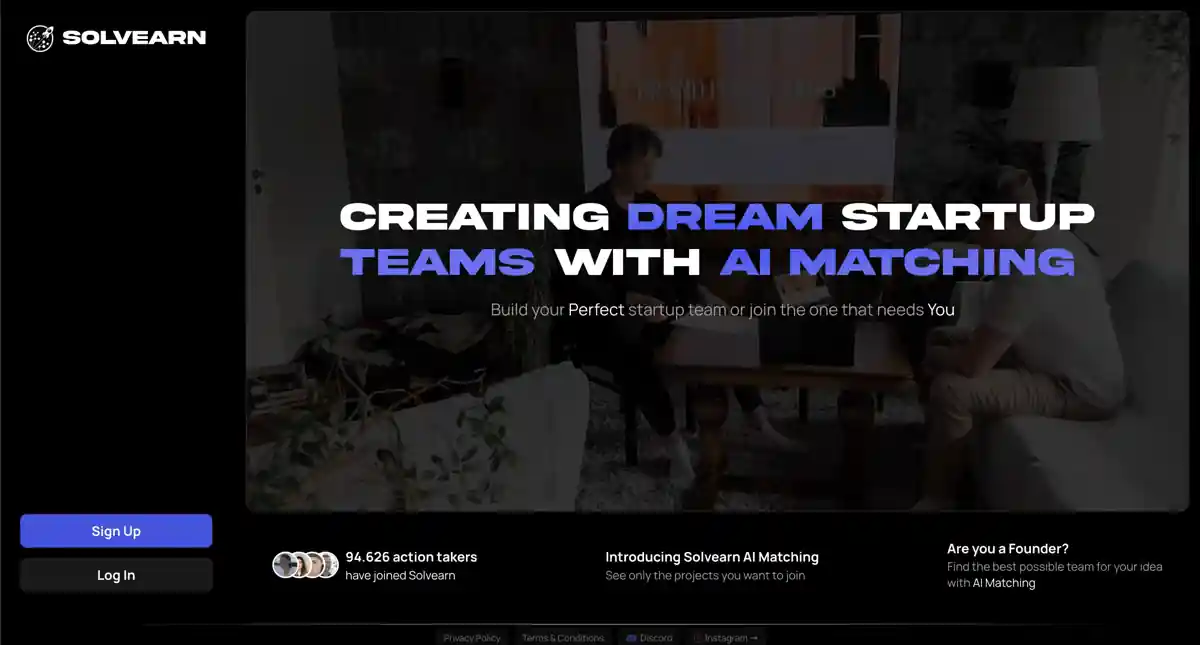 SOLVEARN
CREATING DREAM STARTUP
TEAMS WITH AI MATCHING
Build your Perfect startup team or join the one that needs You
Sign Up
Log In
94.626 action takers
have joined Solvearn
Introducing Solvearn AI Matching
See only the projects you want to join
Are you a Founder?
Find the best possible team for your idea
with AI Matching
Privacy Policy
Terms & Conditions
Discord
Instagram →